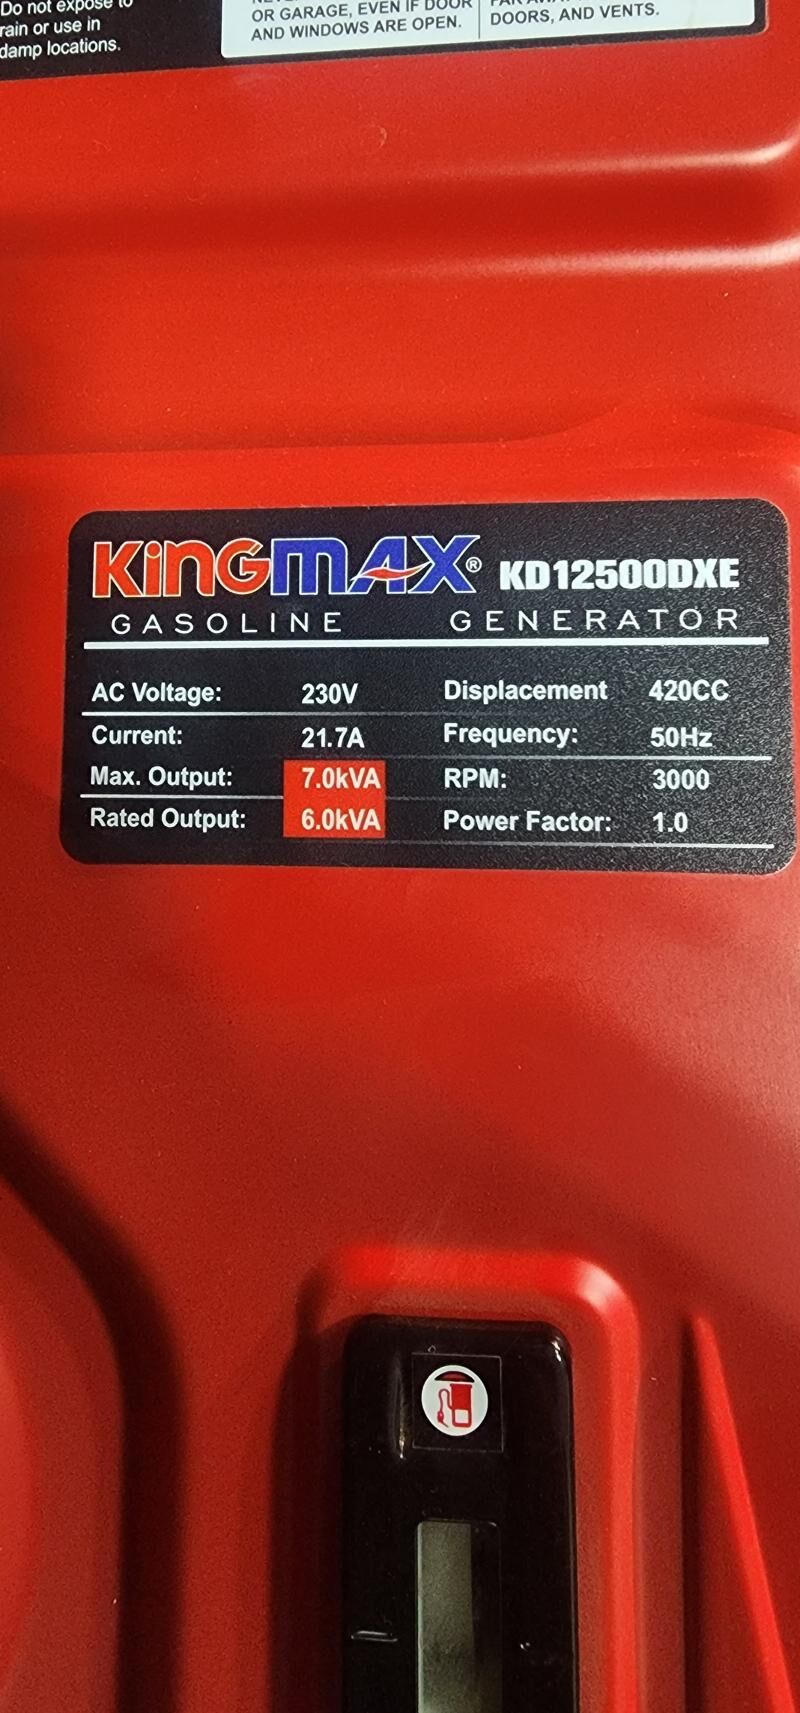 Do not expose to
rain or use in
damp locations.
OR GARAGE, EVEN IF DOOR
AND WINDOWS ARE OPEN.
DOORS, AND VENTS.
KINGMAX® KD12500DXE
GASOLINE GENERATOR
AC Voltage: 230V Displacement 420CC
Current: 21.7A Frequency: 50Hz
Max. Output: 7.0kVA RPM: 3000
Rated Output: 6.0kVA Power Factor: 1.0